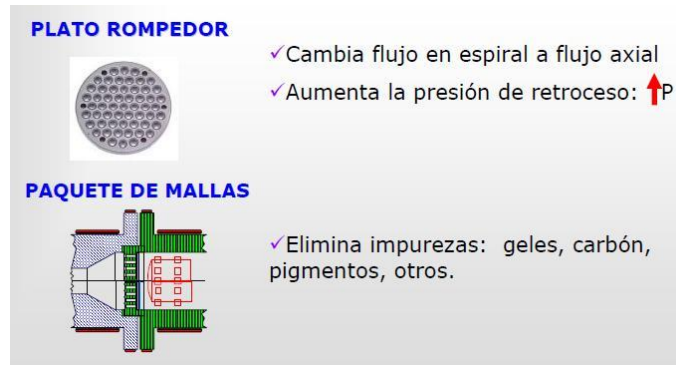 PLATO ROMPEDOR
✓Cambia flujo en espiral a flujo axial
✓Aumenta la presión de retroceso: ↑P
PAQUETE DE MALLAS
✓Elimina impurezas: geles, carbón,
pigmentos, otros.